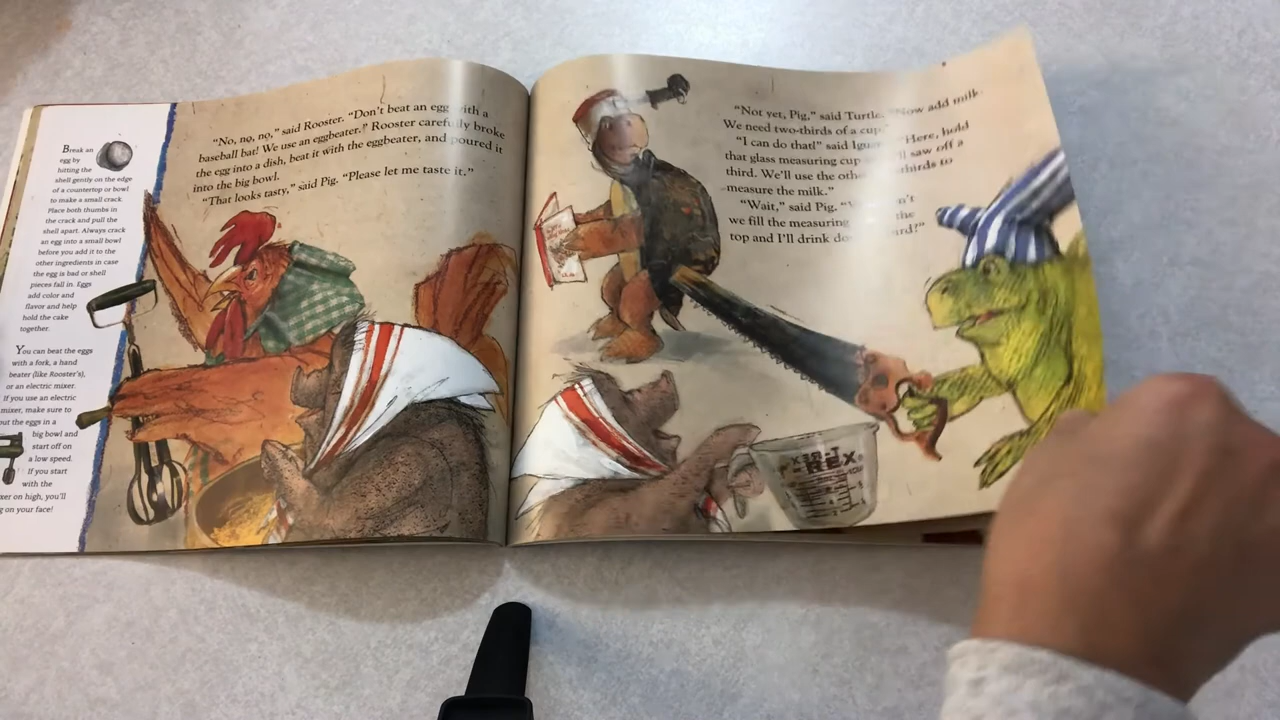 Break an
egg by
hitting the
shell gently on the edge
of a countertop or bowl
to make a small crack.
Place both thumbs in
the crack and pull the
shell apart. Always crack
an egg into a small bowl
before you add it to the
other ingredients in case
the egg is bad or shell
pieces fall in. Eggs
add color and
flavor and help
hold the cake
together.
You can beat the eggs
with a fork, a hand
beater (like Rooster's),
or an electric mixer.
If you use an electric
mixer, make sure to
put the eggs in a
big bowl and
start off on
a low speed.
If you start
with the
on high, you'll
on your face!
"No, no, no," said Rooster. "Don't beat an egg with a
baseball bat! We use an eggbeater." Rooster carefully broke
the egg into a dish, beat it with the eggbeater, and poured it
into the big bowl.
"That looks tasty," said Pig. "Please let me taste it."
"Not yet, Pig," said Turtle. "Now add milk.
We need two-thirds of a cup."
"I can do that!" said "Here, hold
that glass measuring cup saw off a
third. We'll use the
measure the milk."
"Wait," said Pig.
we fill the measuring the
top and I'll drink
T-REX